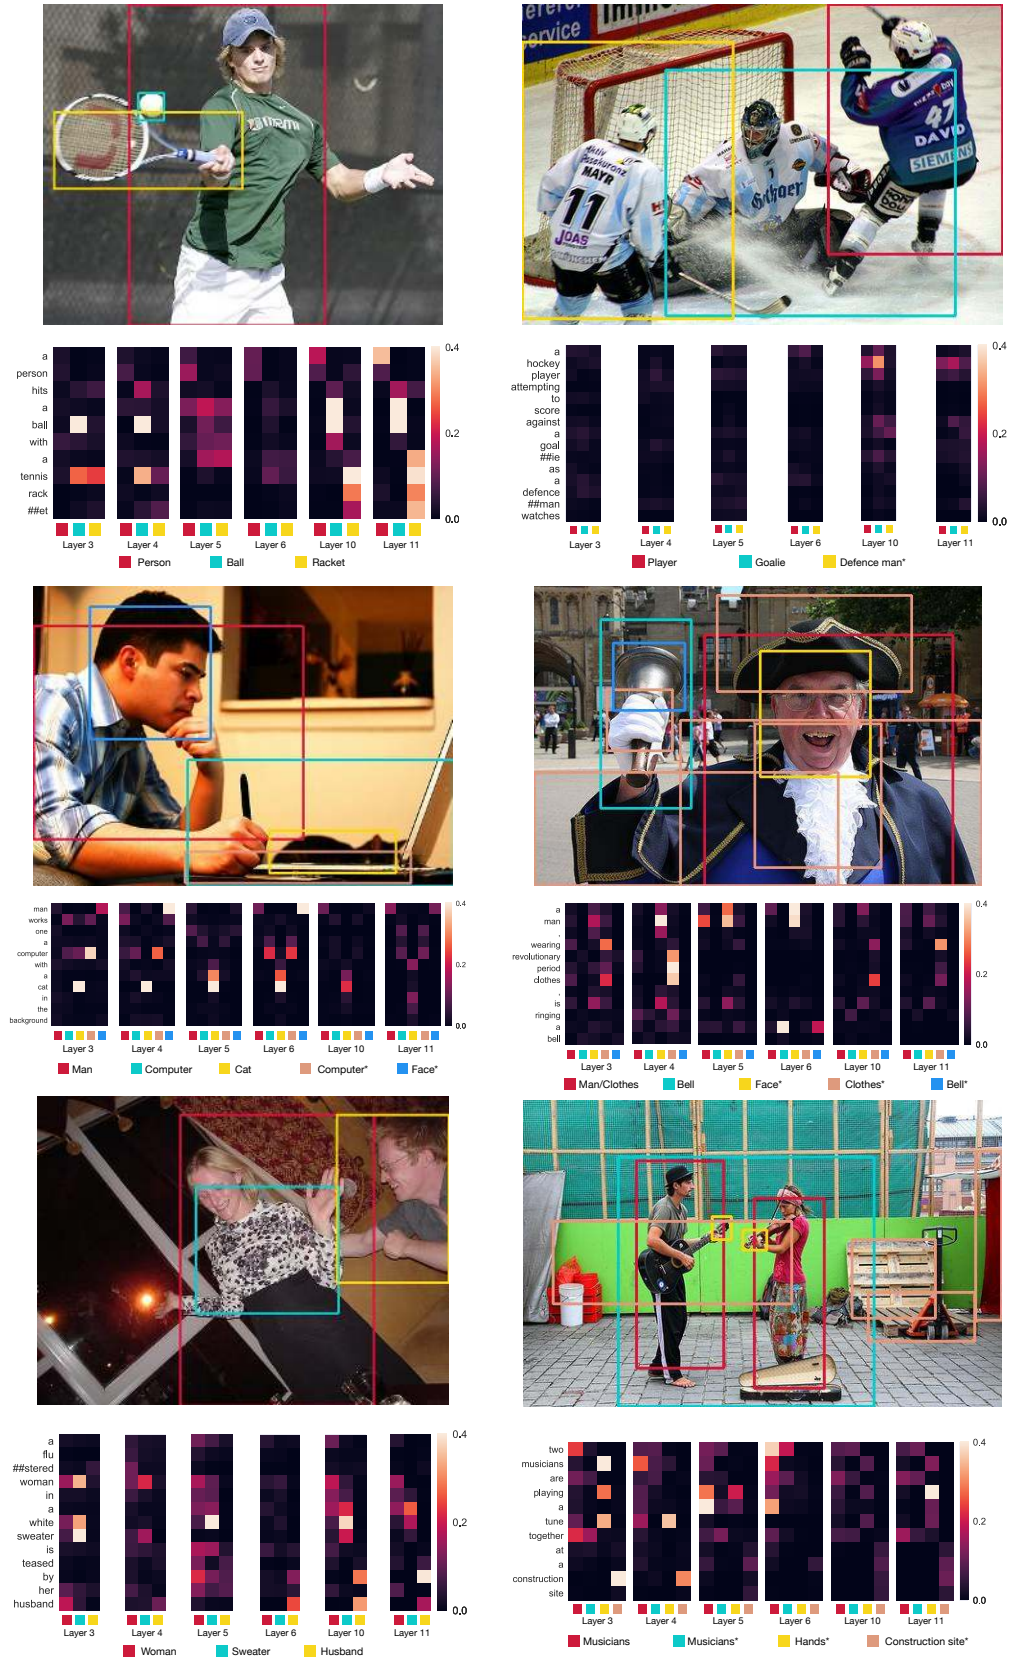 service
MAYR
11
JOAS
47
DAVID
SIEMENS
a
person
hits
a
ball
with
a
tennis
rack
##et
0.4
0.2
0.0
Layer 3 Layer 4 Layer 5 Layer 6 Layer 10 Layer 11
Person Ball Racket
a
hockey
player
attempting
to
score
against
a
goal
##ie
as
a
defence
##man
watches
0.4
0.2
0.0
Layer 3 Layer 4 Layer 5 Layer 6 Layer 10 Layer 11
Player Goalie Defence man*
man
works
one
a
computer
with
a
cat
in
the
background
0.4
0.2
0.0
Layer 3 Layer 4 Layer 5 Layer 6 Layer 10 Layer 11
Man Computer Cat Computer* Face*
a
man
,
wearing
revolutionary
period
clothes
,
is
ringing
a
bell
0.4
0.2
0.0
Layer 3 Layer 4 Layer 5 Layer 6 Layer 10 Layer 11
Man/Clothes Bell Face* Clothes* Bell*
a
flu
##stered
woman
in
a
white
sweater
is
teased
by
her
husband
0.4
0.2
0.0
Layer 3 Layer 4 Layer 5 Layer 6 Layer 10 Layer 11
Woman Sweater Husband
two
musicians
are
playing
a
tune
together
at
a
construction
site
0.4
0.2
0.0
Layer 3 Layer 4 Layer 5 Layer 6 Layer 10 Layer 11
Musicians Musicians* Hands* Construction site*